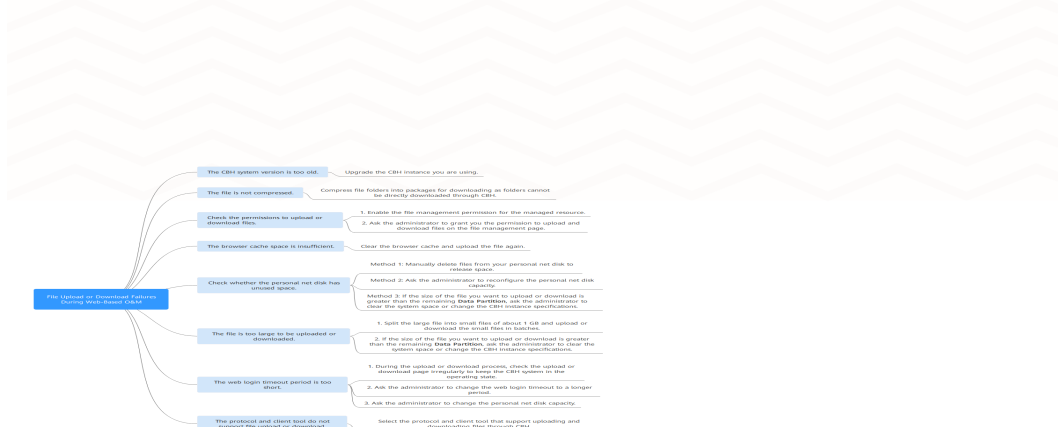 The CBH system version is too old.
Upgrade the CBH instance you are using.
The file is not compressed.
Compress file folders into packages for downloading as folders cannot
be directly downloaded through CBH.
Check the permissions to upload or
download files.
1. Enable the file management permission for the managed resource.
2. Ask the administrator to grant you the permission to upload and
download files on the file management page.
The browser cache space is insufficient.
Clear the browser cache and upload the file again.
Check whether the personal net disk has
unused space.
Method 1: Manually delete files from your personal net disk to
release space.
Method 2: Ask the administrator to reconfigure the personal net disk
capacity.
Method 3: If the size of the file you want to upload or download is
greater than the remaining Data Partition, ask the administrator to
clear the system space or change the CBH instance specifications.
File Upload or Download Failures
During Web-Based O&M
The file is too large to be uploaded or
downloaded.
1. Split the large file into small files of about 1 GB and upload or
download the small files in batches.
2. If the size of the file you want to upload or download is greater
than the remaining Data Partition, ask the administrator to clear the
system space or change the CBH instance specifications.
The web login timeout period is too
short.
1. During the upload or download process, check the upload or
download page irregularly to keep the CBH system in the
operating state.
2. Ask the administrator to change the web login timeout to a longer
period.
3. Ask the administrator to change the personal net disk capacity.
The protocol and client tool do not
support file upload or download.
Select the protocol and client tool that support uploading and
downloading files through CBH.